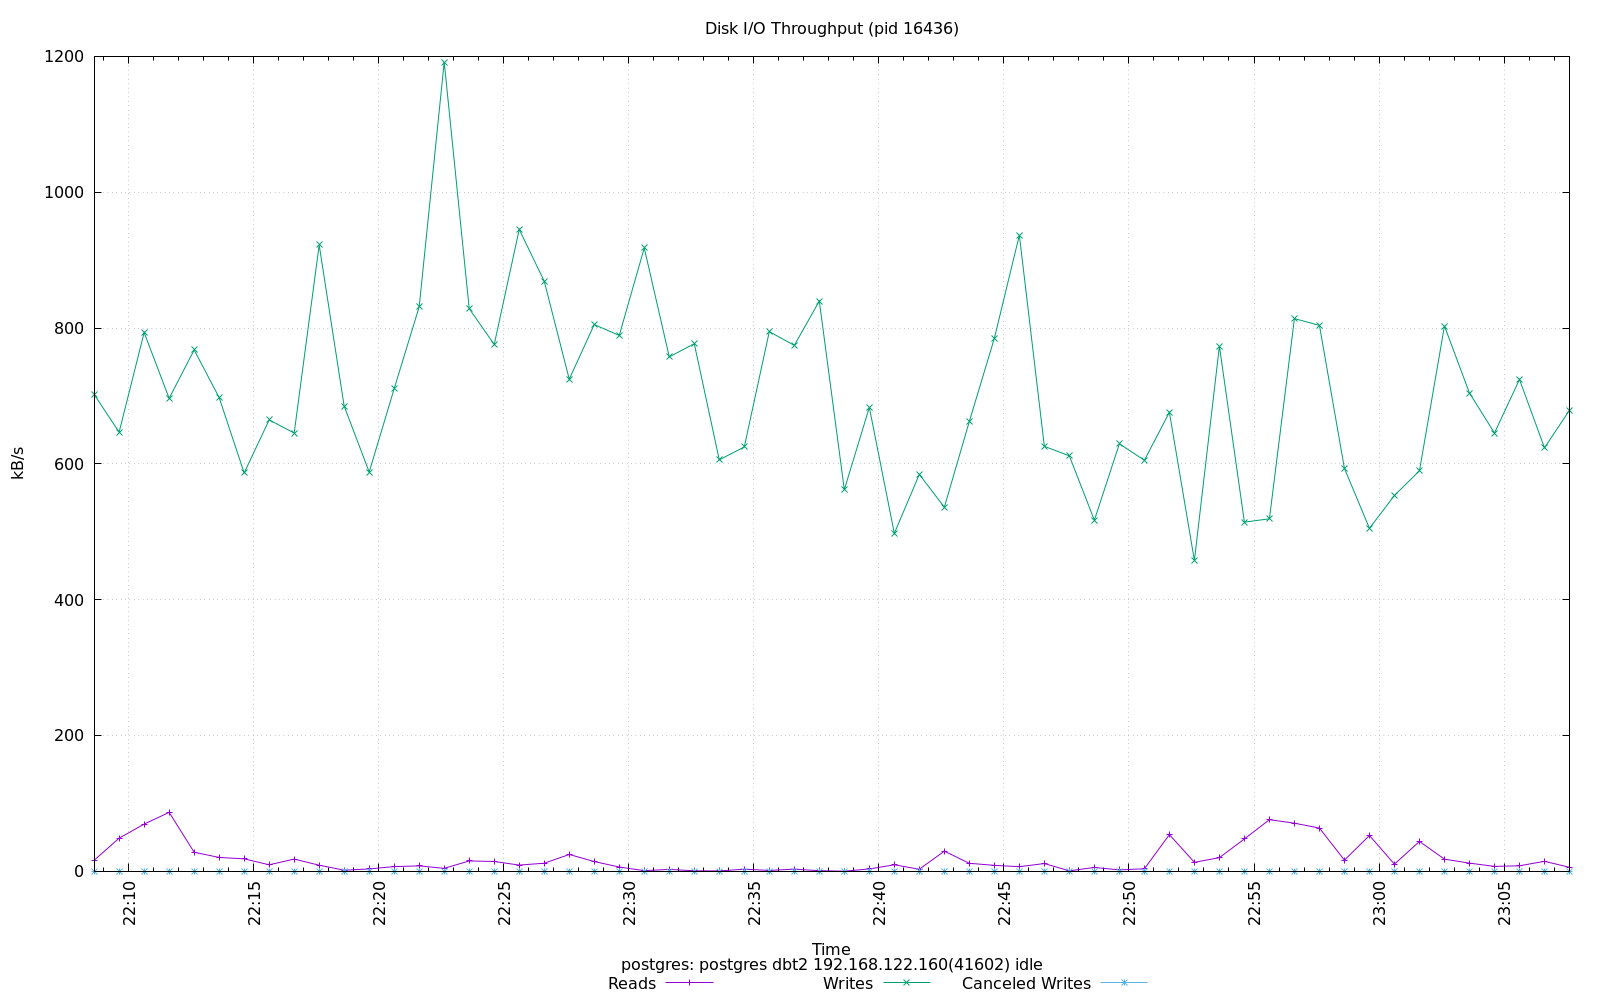 Disk I/O Throughput (pid 16436)
1200
1000
800
600
400
200
0
kB/s
22:10 22:15 22:20 22:25 22:30 22:35 22:40 22:45 22:50 22:55 23:00 23:05
Time
postgres: postgres dbt2 192.168.122.160(41602) idle
Reads Writes Canceled Writes